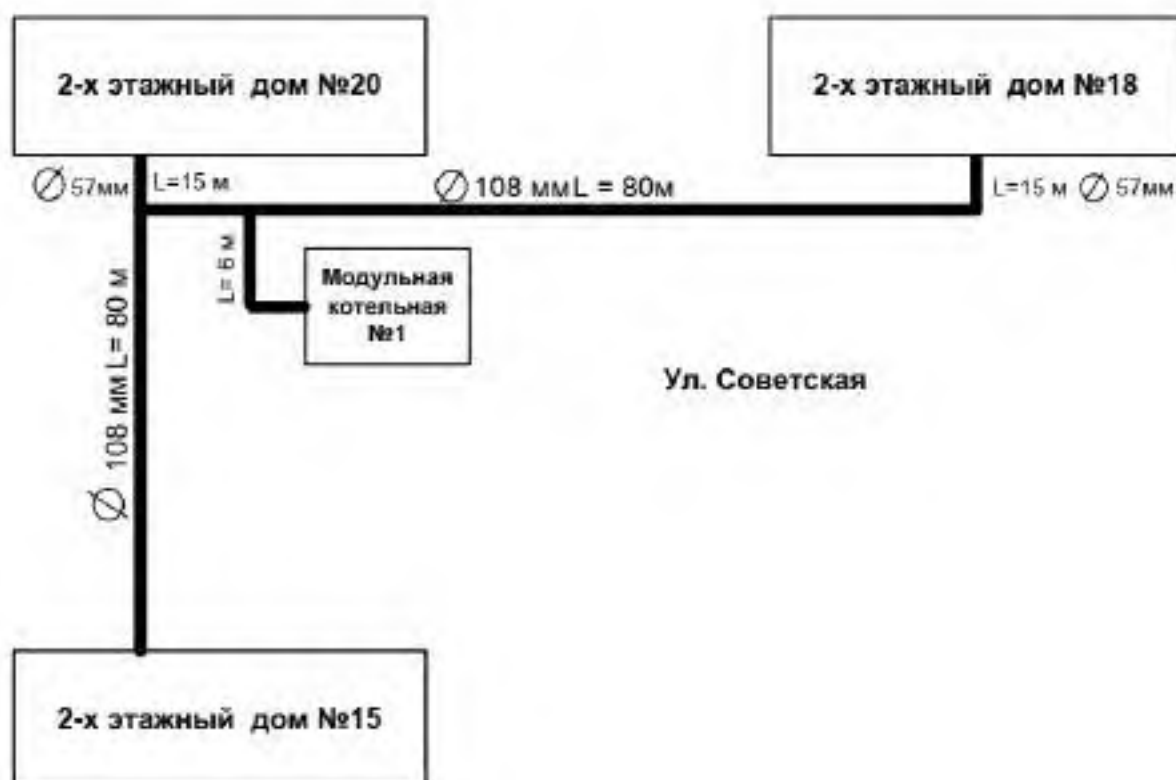 2-х этажный дом №20
2-х этажный дом №18
57мм
L=15 м
108 мм L = 80м
L=15 м
57мм
L= 6 м
Модульная
котельная
№1
108 мм L= 80 м
Ул. Советская
2-х этажный дом №15